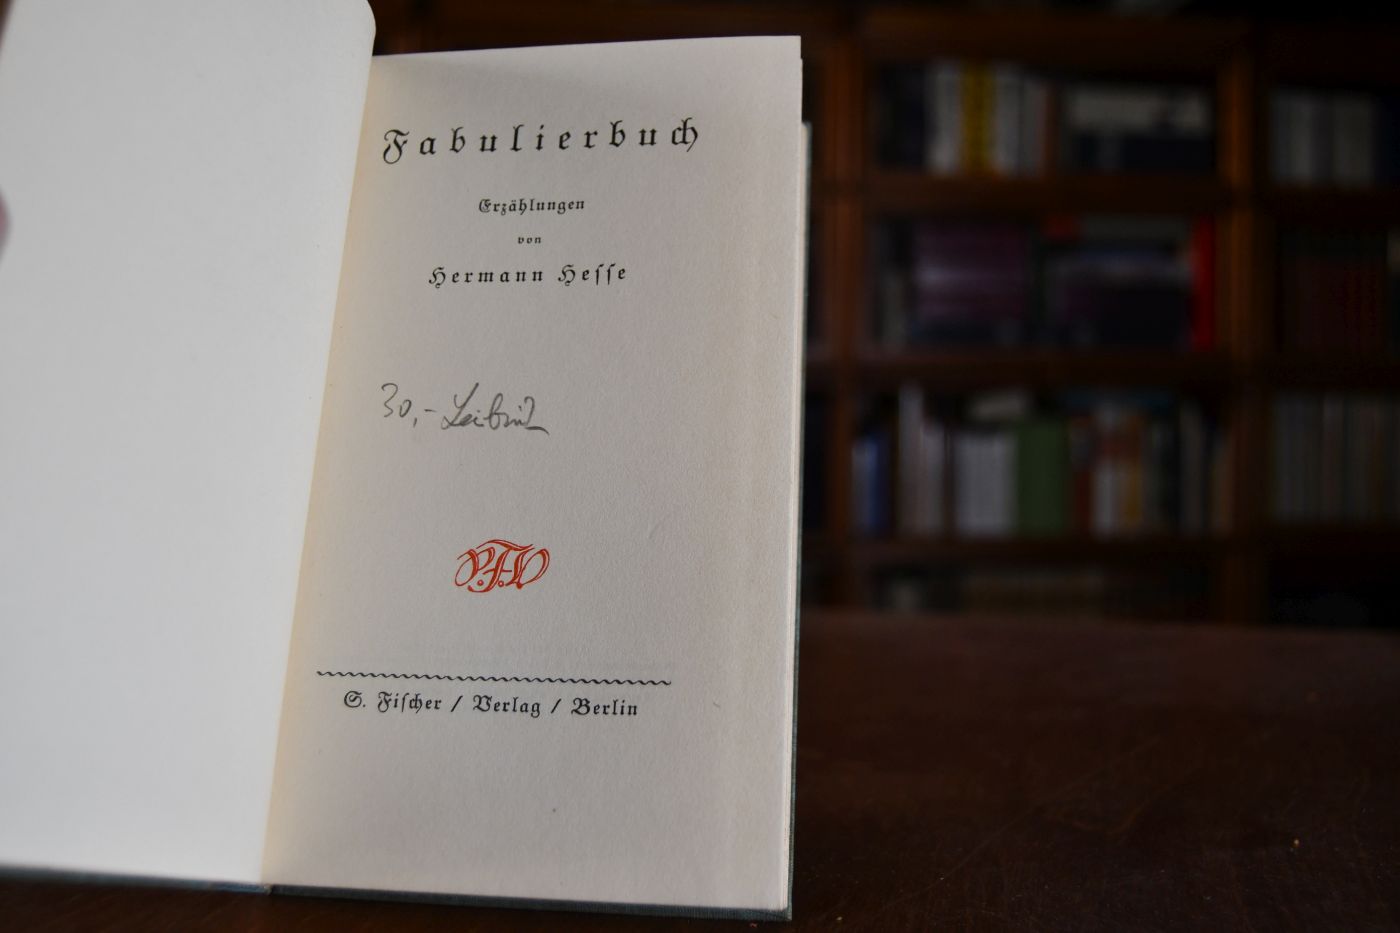 Fabulierbuch
Erzählungen
von
Hermann Hesse
30,- Leibniz
S. Fischer / Verlag / Berlin